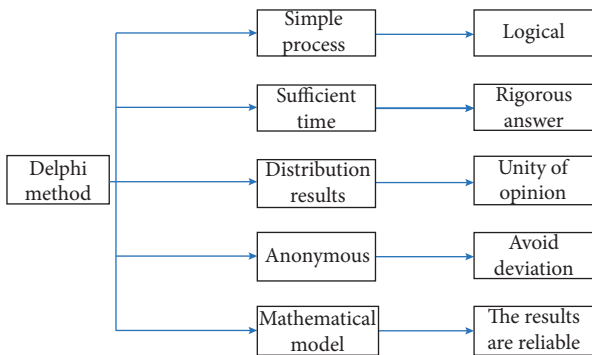 Simple
process
Logical
Sufficient
time
Rigorous
answer
Delphi
method
Distribution
results
Unity of
opinion
Anonymous
Avoid
deviation
Mathematical
model
The results
are reliable